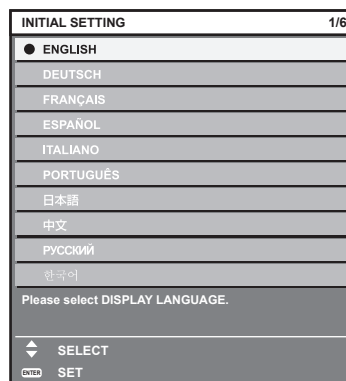 INITIAL SETTING 1/6
ENGLISH
DEUTSCH
FRANÇAIS
ESPAÑOL
ITALIANO
PORTUGUÊS
日本語
中文
РУССКИЙ
한국어
Please select DISPLAY LANGUAGE.
SELECT
ENTER SET